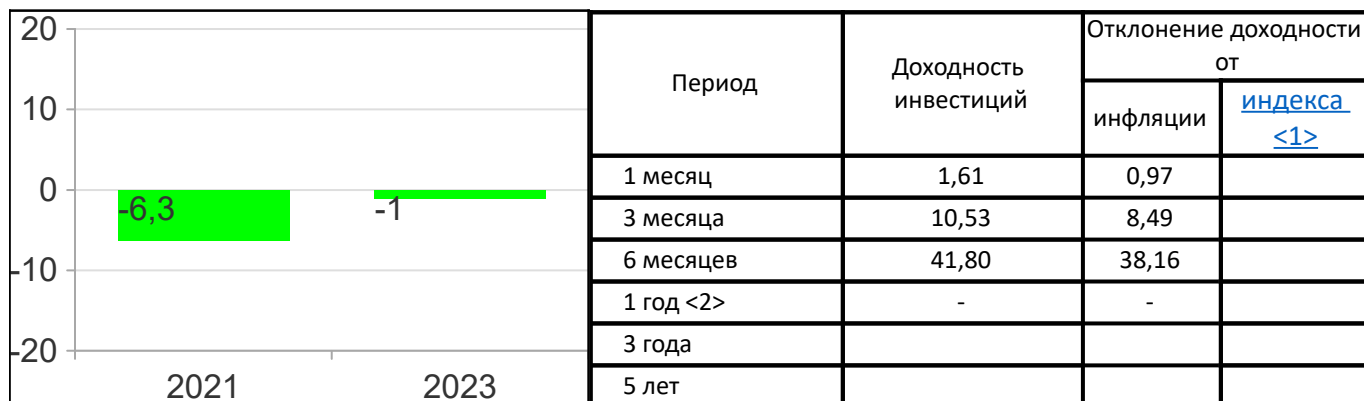 20
10
0
-10
-20
-6,3
-1
2021
2023
Период
Доходность
инвестиций
Отклонение доходности
от
инфляции
индекса
<1>
1 месяц 1,61 0,97
3 месяца 10,53 8,49
6 месяцев 41,80 38,16
1 год <2> - -
3 года
5 лет